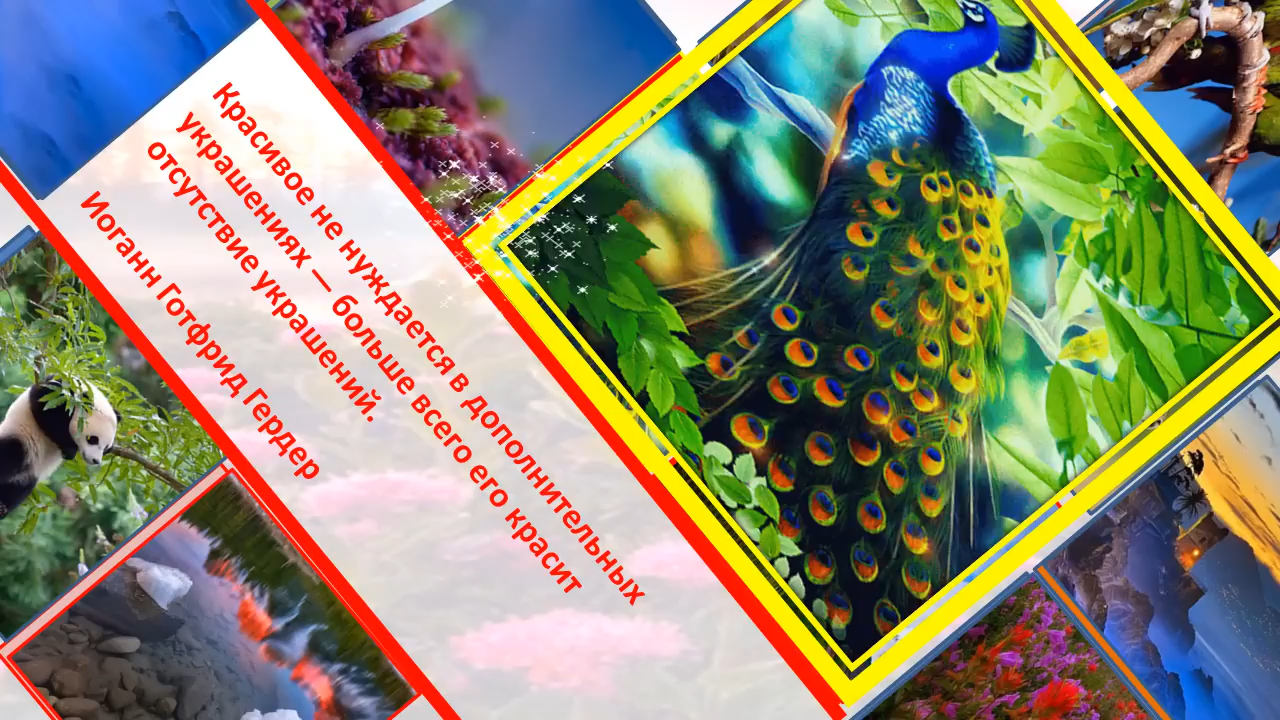 Красивое не нуждается в дополнительных
украшениях — больше всего его красит
отсутствие украшений.
Иоганн Готфрид Гердер